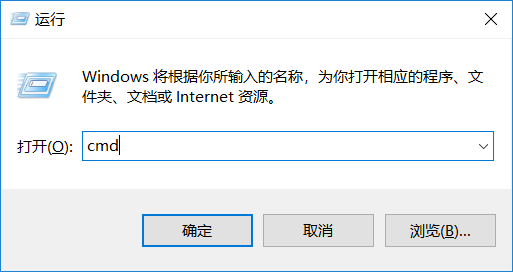 运行
Windows 将根据你所输入的名称，为你打开相应的程序、文
件夹、文档或 Internet 资源。
打开(O): cmd
确定 取消 浏览(B)...